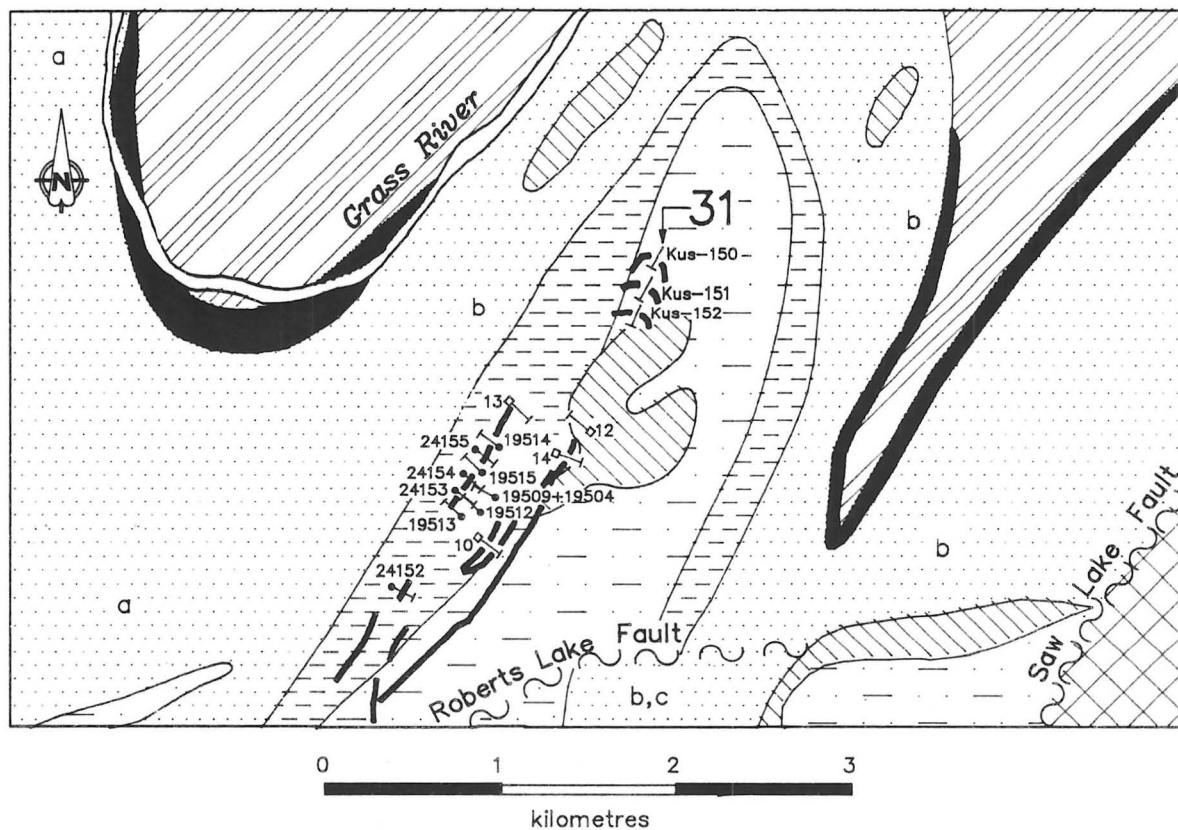 a
N
Grass River
31
b
Kus-150
b
Kus-151
Kus-152
13
12
24155
19514
14
24154
19515
24153
19509+19504
19513
19512
10
b
24152
a
Roberts Lake Fault
Saw Lake Fault
b,c
0 1 2 3
kilometres